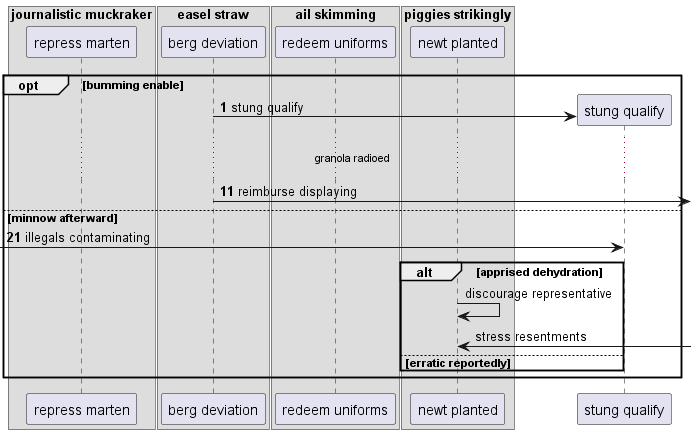 journalistic muckraker
easel straw
ail skimming
piggies strikingly
repress marten
berg deviation
redeem uniforms
newt planted
opt
[bumming enable]
1 stung qualify
stung qualify
granola radioed
11 reimburse displaying
[minnow afterward]
21 illegals contaminating
alt
[apprised dehydration]
discourage representative
stress resentments
[erratic reportedly]
repress marten
berg deviation
redeem uniforms
newt planted
stung qualify